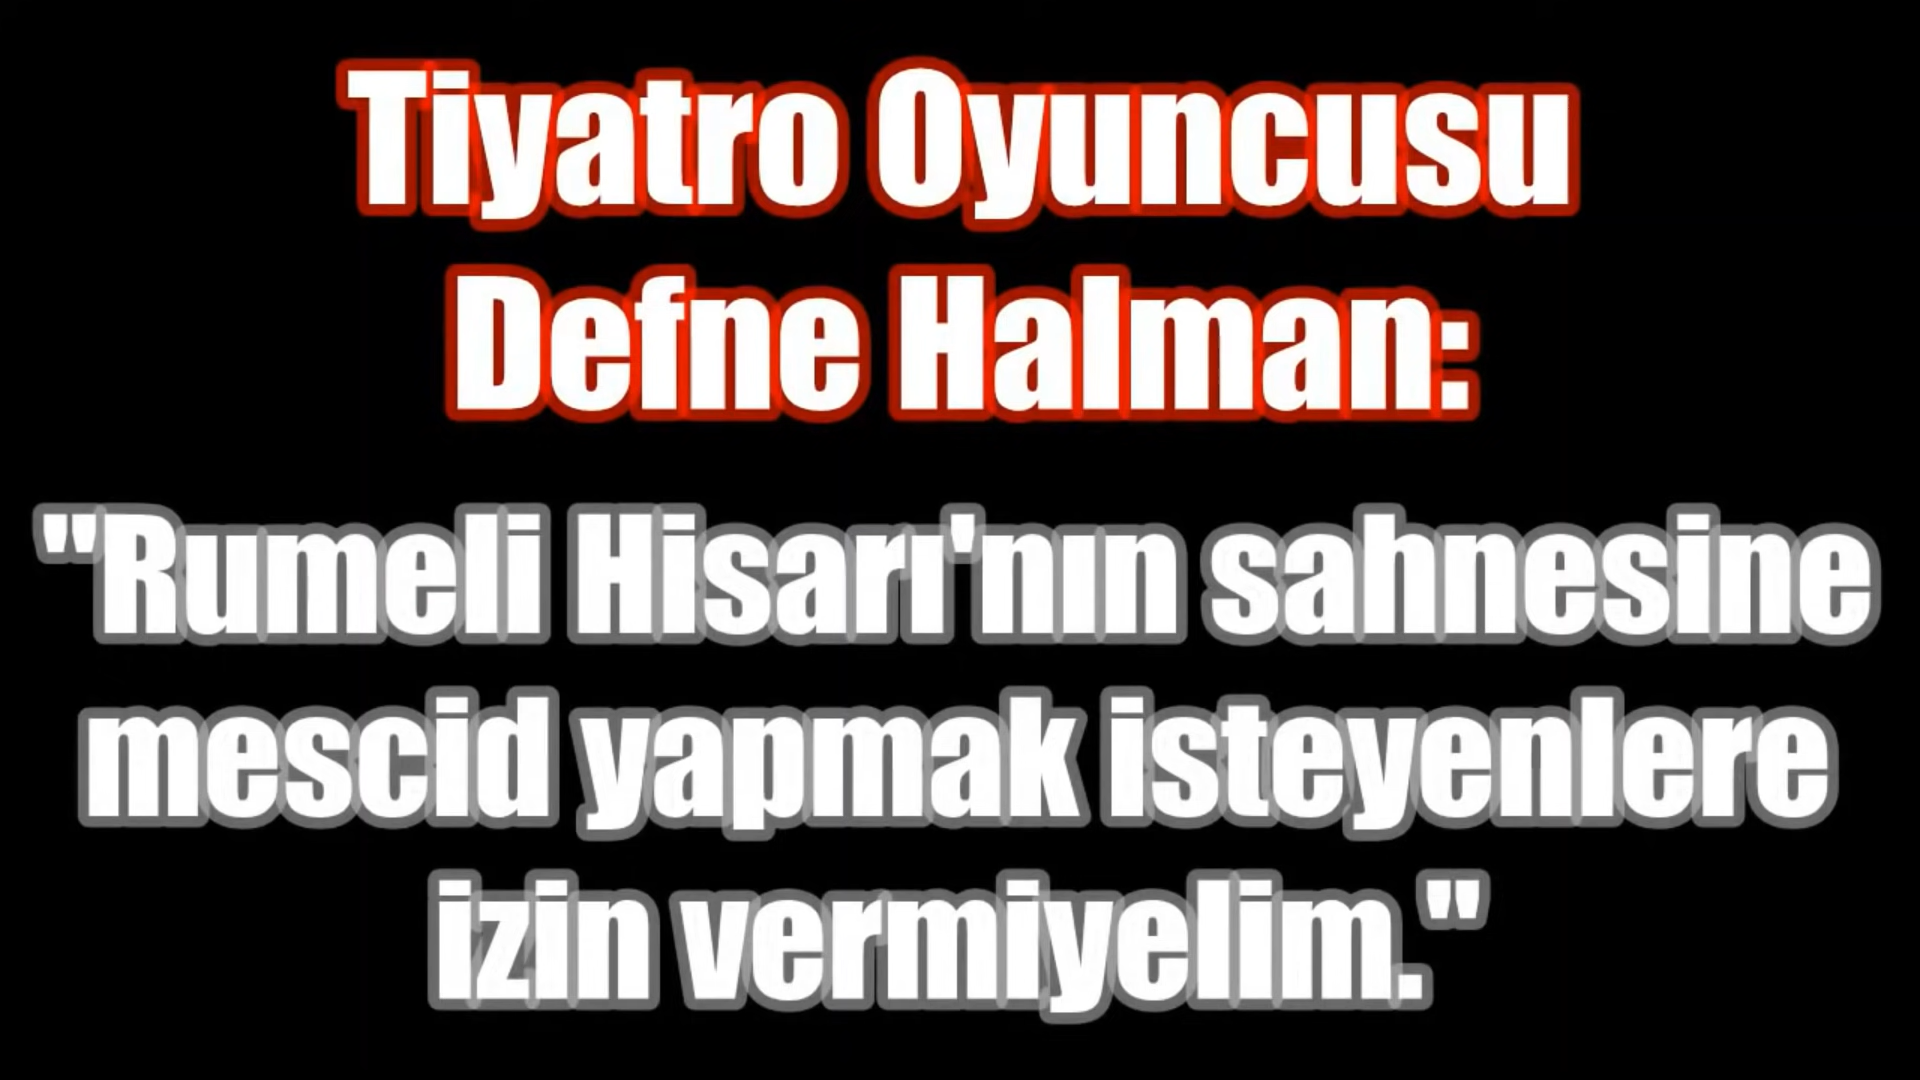 Tiyatro Oyuncusu
Defne Halman:
"Rumeli Hisarı'nın sahnesine
mescid yapmak isteyenlere
izin vermiyelim."